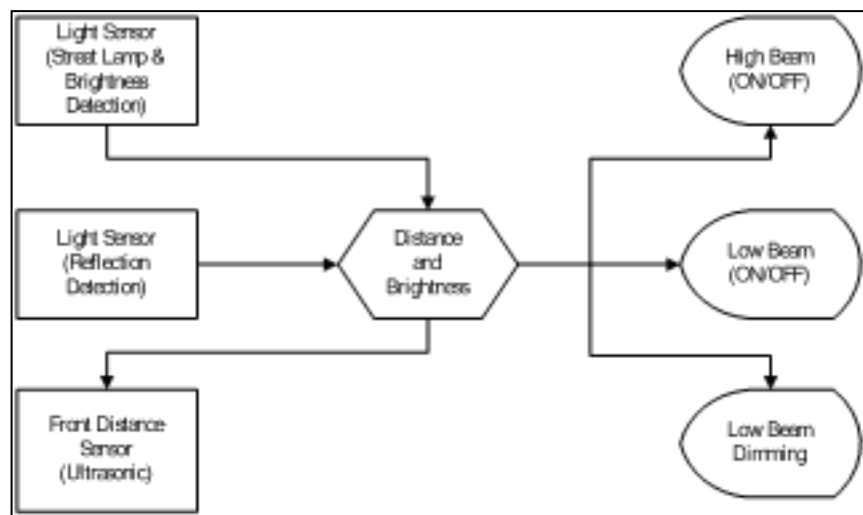 Light Sensor
(Street Lamp &
Brightness
Detection)
High Beam
(ON/OFF)
Light Sensor
(Reflection
Detection)
Distance
and
Brightness
Low Beam
(ON/OFF)
Front Distance
Sensor
(Ultrasonic)
Low Beam
Dimming